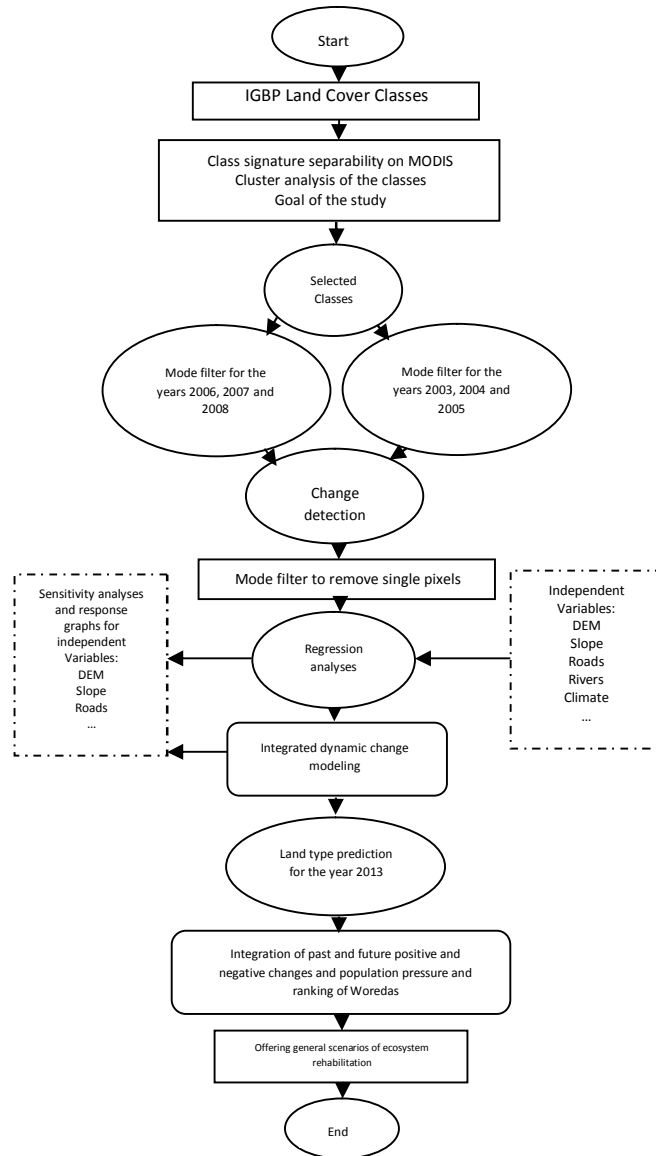 Start
IGBP Land Cover Classes
Class signature separability on MODIS
Cluster analysis of the classes
Goal of the study
Selected
Classes
Mode filter for the
years 2006, 2007 and
2008
Mode filter for the
years 2003, 2004 and
2005
Change
detection
Mode filter to remove single pixels
Sensitivity analyses
and response
graphs for
independent
Variables:
DEM
Slope
Roads
...
Regression
analyses
Independent
Variables:
DEM
Slope
Roads
Rivers
Climate
...
Integrated dynamic change
modeling
Land type prediction
for the year 2013
Integration of past and future positive and
negative changes and population pressure and
ranking of Woredas
Offering general scenarios of ecosystem
rehabilitation
End